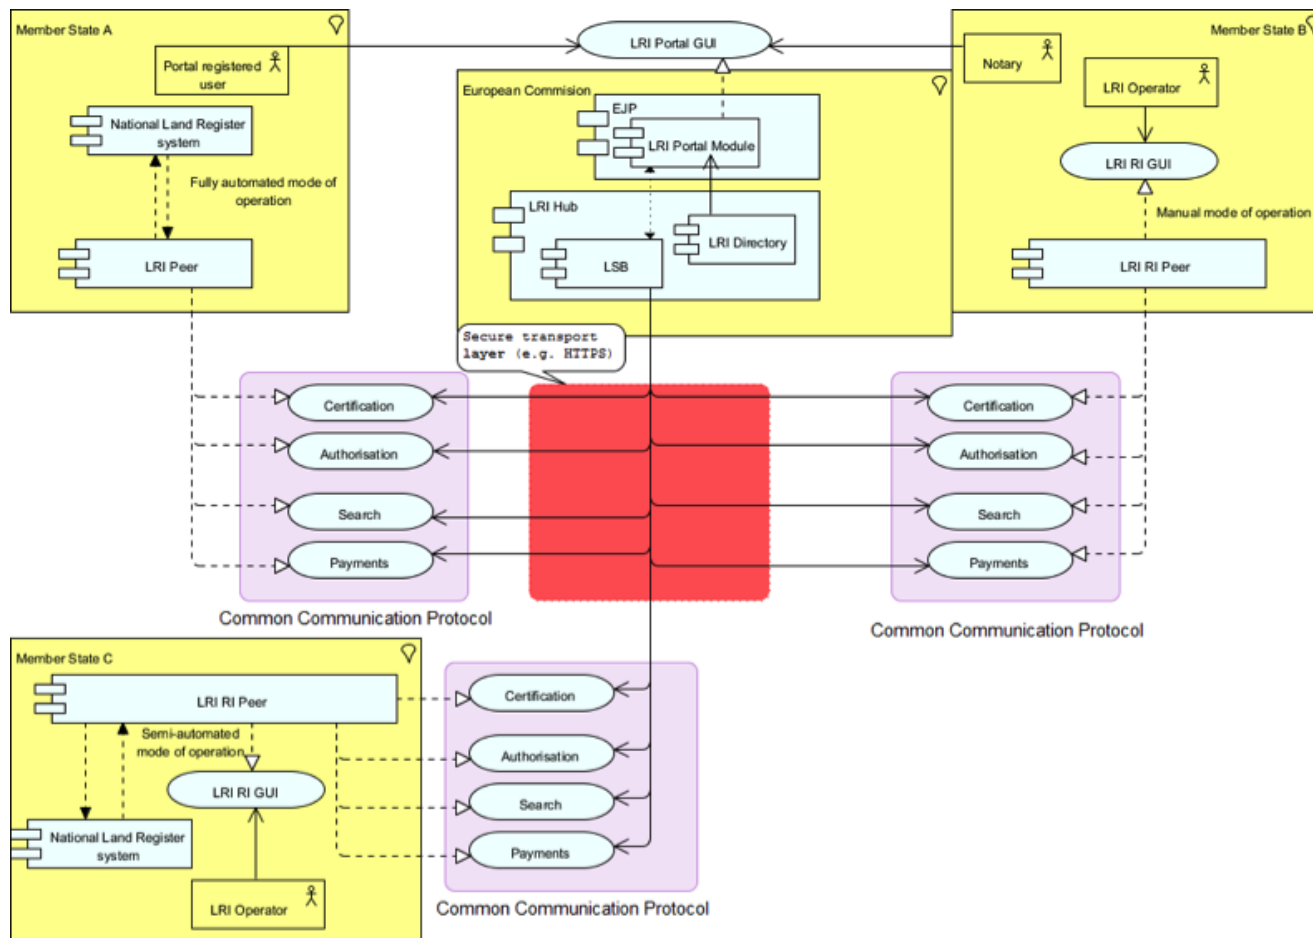 Member State A
Portal registered
user
National Land Register
system
Fully automated mode of
operation
LRI Peer
LRI Portal GUI
European Commision
EJP
LRI Portal Module
LRI Hub
LRI Directory
LSB
Member State B
Notary
LRI Operator
LRI RI GUI
Manual mode of operation
LRI RI Peer
Secure transport
layer (e.g. HTTPS)
Certification
Authorisation
Search
Payments
Common Communication Protocol
Certification
Authorisation
Search
Payments
Common Communication Protocol
Member State C
LRI RI Peer
Semi-automated
mode of operation
LRI RI GUI
National Land Register
system
LRI Operator
Certification
Authorisation
Search
Payments
Common Communication Protocol